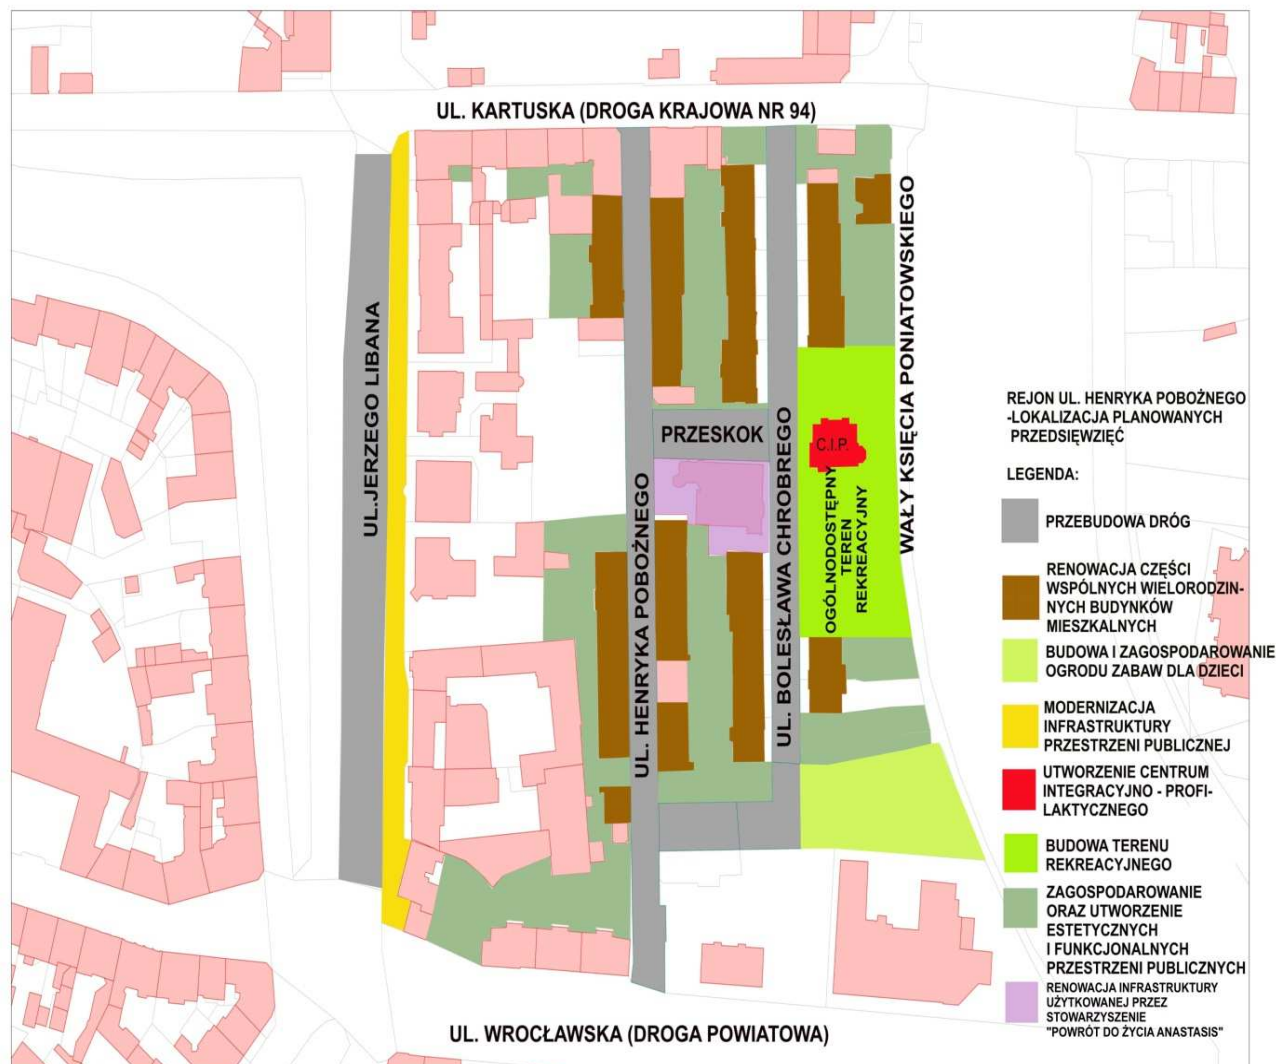 UL. KARTUSKA (DROGA KRAJOWA NR 94)
UL.JERZEGO LIBANA
UL. HENRYKA POBOŻNEGO
PRZESKOK
UL. BOLESŁAWA CHROBREGO
C.I.P.
OGÓLNODOSTĘPNY
TEREN
REKREACYJNY
WAŁY KSIĘCIA PONIATOWSKIEGO
UL. WROCŁAWSKA (DROGA POWIATOWA)
REJON UL. HENRYKA POBOŻNEGO
-LOKALIZACJA PLANOWANYCH
PRZEDSIĘWZIĘĆ
LEGENDA:
PRZEBUDOWA DRÓG
RENOWACJA CZĘŚCI
WSPÓLNYCH WIELORODZIN-
NYCH BUDYNKÓW
MIESZKALNYCH
BUDOWA I ZAGOSPODAROWANIE
OGRODU ZABAW DLA DZIECI
MODERNIZACJA
INFRASTRUKTURY
PRZESTRZENI PUBLICZNEJ
UTWORZENIE CENTRUM
INTEGRACYJNO - PROFI-
LAKTYCZNEGO
BUDOWA TERENU
REKREACYJNEGO
ZAGOSPODAROWANIE
ORAZ UTWORZENIE
ESTETYCZNYCH
I FUNKCJONALNYCH
PRZESTRZENI PUBLICZNYCH
RENOWACJA INFRASTRUKTURY
UŻYTKOWANEJ PRZEZ
STOWARZYSZENIE
"POWRÓT DO ŻYCIA ANASTASIS"